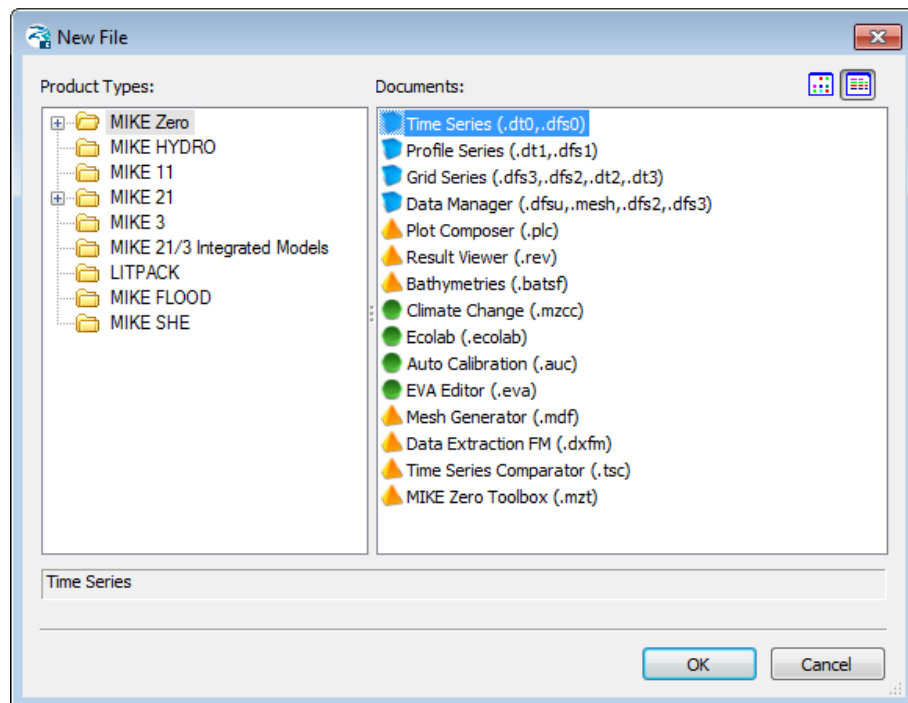 New File
Product Types:
Documents:
MIKE Zero
MIKE HYDRO
MIKE 11
MIKE 21
MIKE 3
MIKE 21/3 Integrated Models
LITPACK
MIKE FLOOD
MIKE SHE
Time Series (.dt0,.dfs0)
Profile Series (.dt1,.dfs1)
Grid Series (.dfs3,.dfs2,.dt2,.dt3)
Data Manager (.dfsu,.mesh,.dfs2,.dfs3)
Plot Composer (.plc)
Result Viewer (.rev)
Bathymetries (.batsf)
Climate Change (.mzcc)
Ecolab (.ecolab)
Auto Calibration (.auc)
EVA Editor (.eva)
Mesh Generator (.mdf)
Data Extraction FM (.dxfm)
Time Series Comparator (.tsc)
MIKE Zero Toolbox (.mzt)
Time Series
OK
Cancel